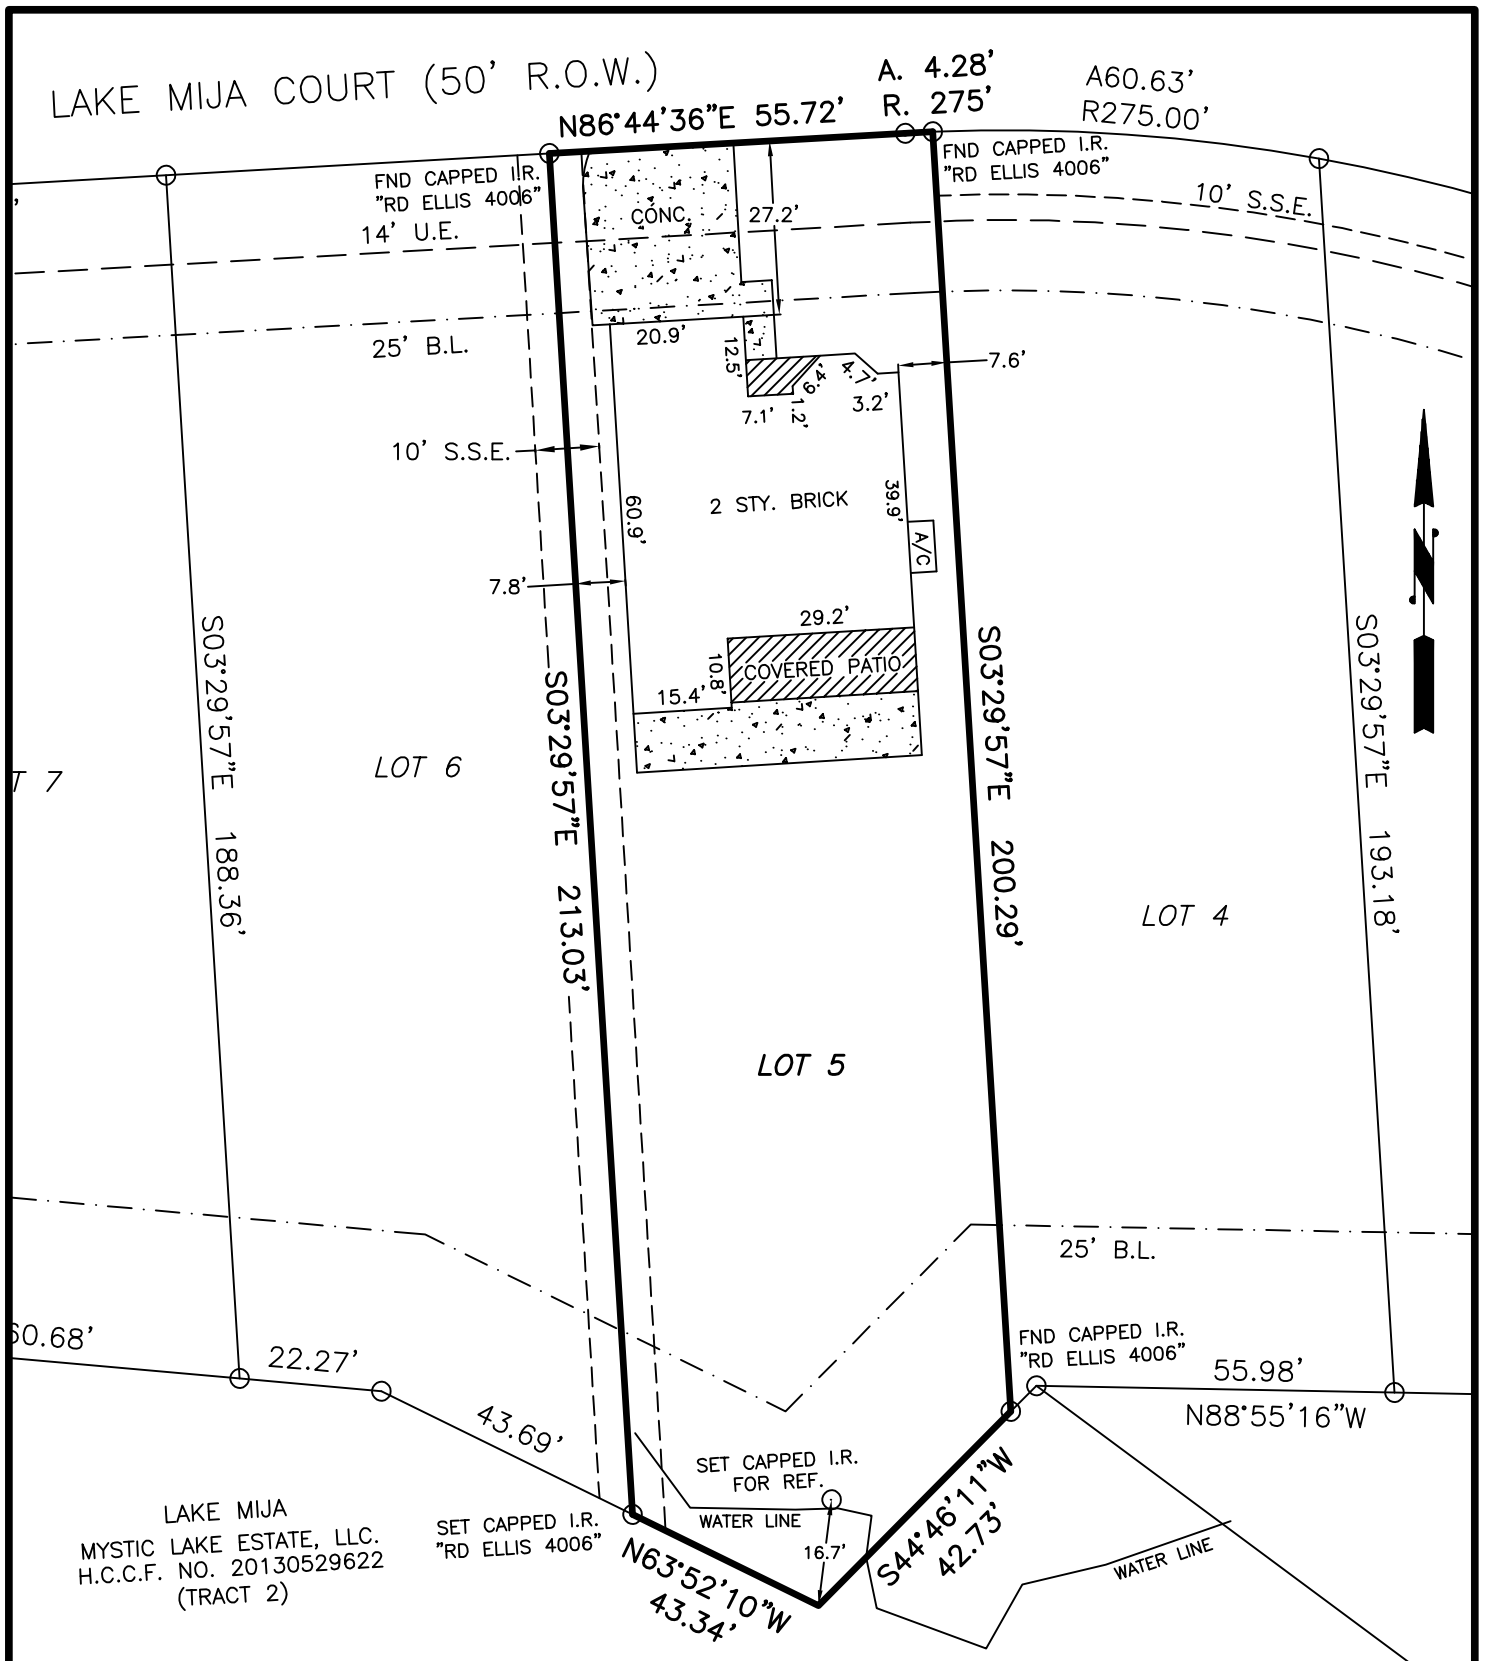 LAKE MIJA COURT (50' R.O.W.)
N86°44'36"E 55.72'
A. 4.28'
R. 275'
A60.63'
R275.00'
FND CAPPED I.R.
"RD ELLIS 4006"
FND CAPPED I.R.
"RD ELLIS 4006"
10' S.S.E.
14' U.E.
CONC.
27.2'
25' B.L.
20.9'
12.5'
7.1'
1.2'
6.4'
4.7'
3.2'
7.6'
10' S.S.E.
60.9'
2 STY. BRICK
39.9'
A/C
N
7.8'
29.2'
COVERED PATIO
10.8'
15.4'
S03°29'57"E 188.36'
S03°29'57"E 213.03'
S03°29'57"E 200.29'
S03°29'57"E 193.18'
T 7
LOT 6
LOT 4
LOT 5
25' B.L.
60.68'
22.27'
43.69'
FND CAPPED I.R.
"RD ELLIS 4006"
55.98'
N88°55'16"W
SET CAPPED I.R.
FOR REF.
WATER LINE
16.7'
S44°46'11"W
42.73'
WATER LINE
LAKE MIJA
MYSTIC LAKE ESTATE, LLC.
H.C.C.F. NO. 20130529622
(TRACT 2)
SET CAPPED I.R.
"RD ELLIS 4006"
N63°52'10"W
43.34'